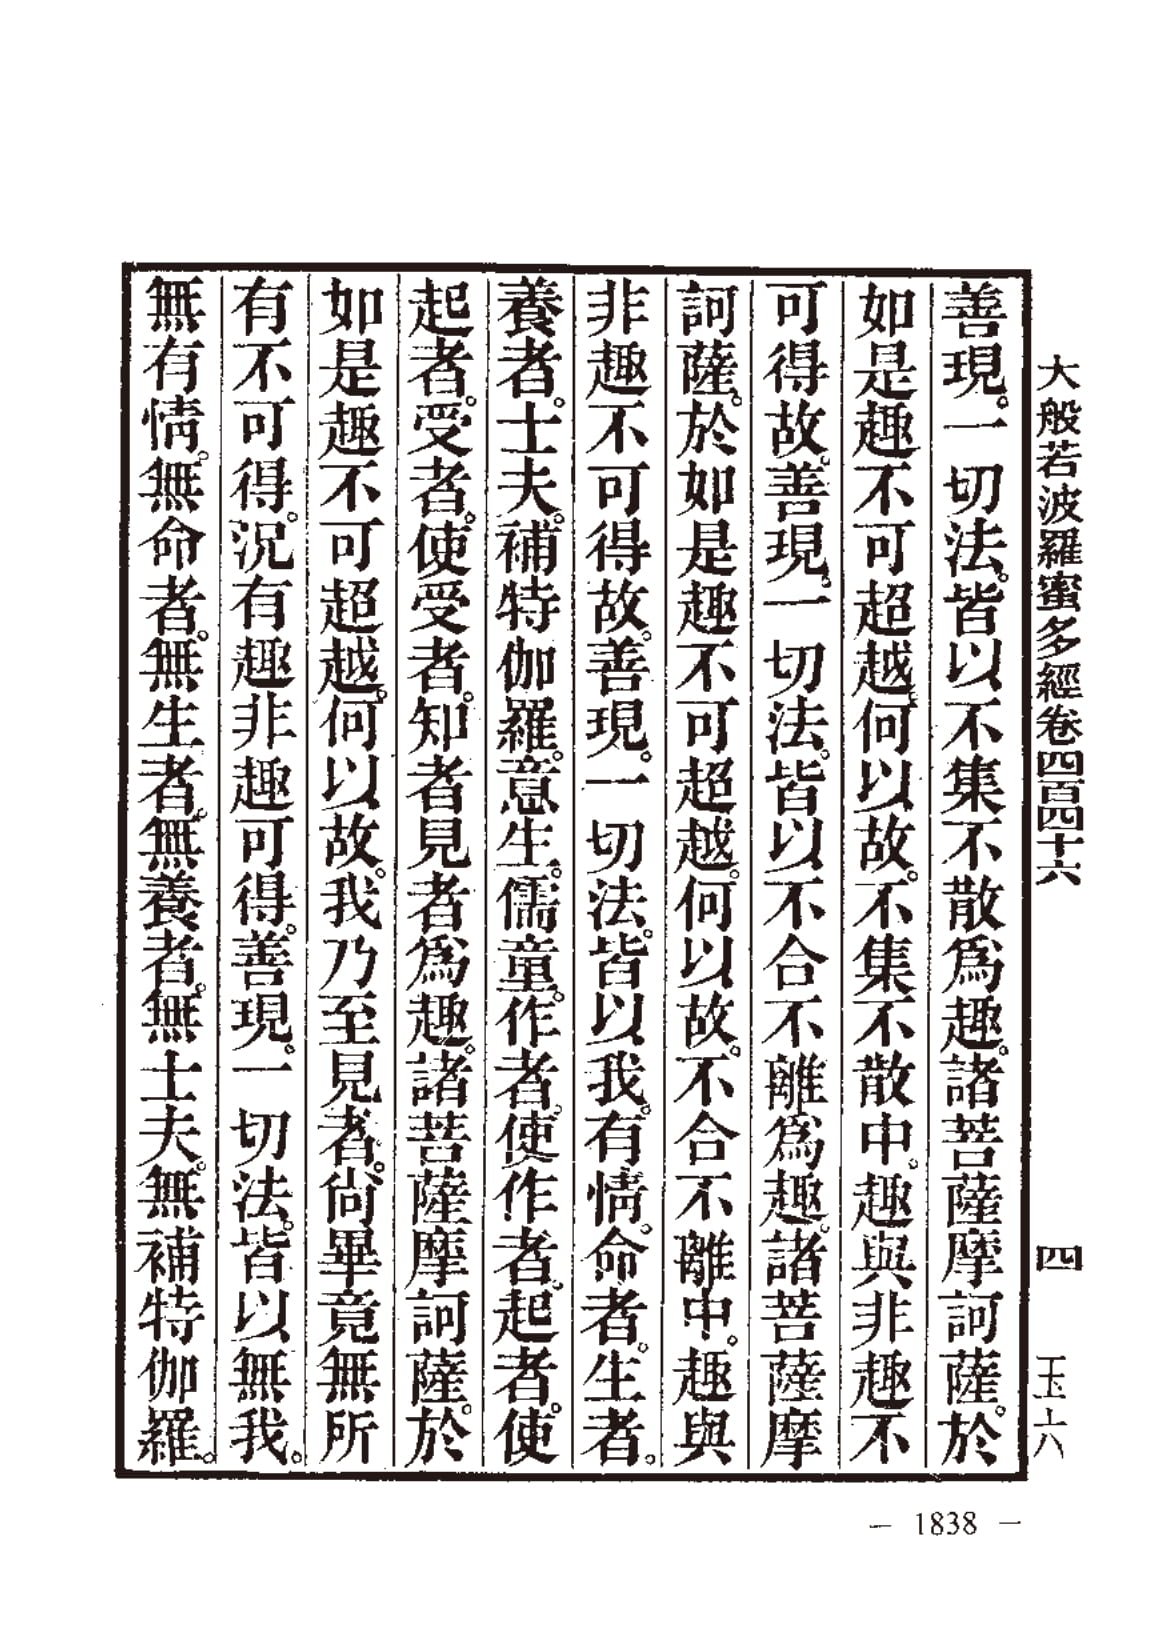 大般若波羅蜜多經卷四百四十六　四　玉六
善現。一切法。皆以不集不散爲趣。諸菩薩摩訶薩。於
如是趣不可超越。何以故。不集不散中。趣與非趣不
可得故。善現。一切法。皆以不合不離爲趣。諸菩薩摩
訶薩。於如是趣不可超越。何以故。不合不離中。趣與
非趣不可得故。善現。一切法。皆以我。有情。命者。生者。
養者。士夫。補特伽羅。意生。儒童。作者。使作者。起者。使
起者。受者。使受者。知者見者爲趣。諸菩薩摩訶薩。於
如是趣不可超越。何以故。我乃至見者。尚畢竟無所
有不可得。況有趣非趣可得。善現。一切法。皆以無我。
無有情。無命者。無生者。無養者。無士夫。無補特伽羅。
— 1838 —